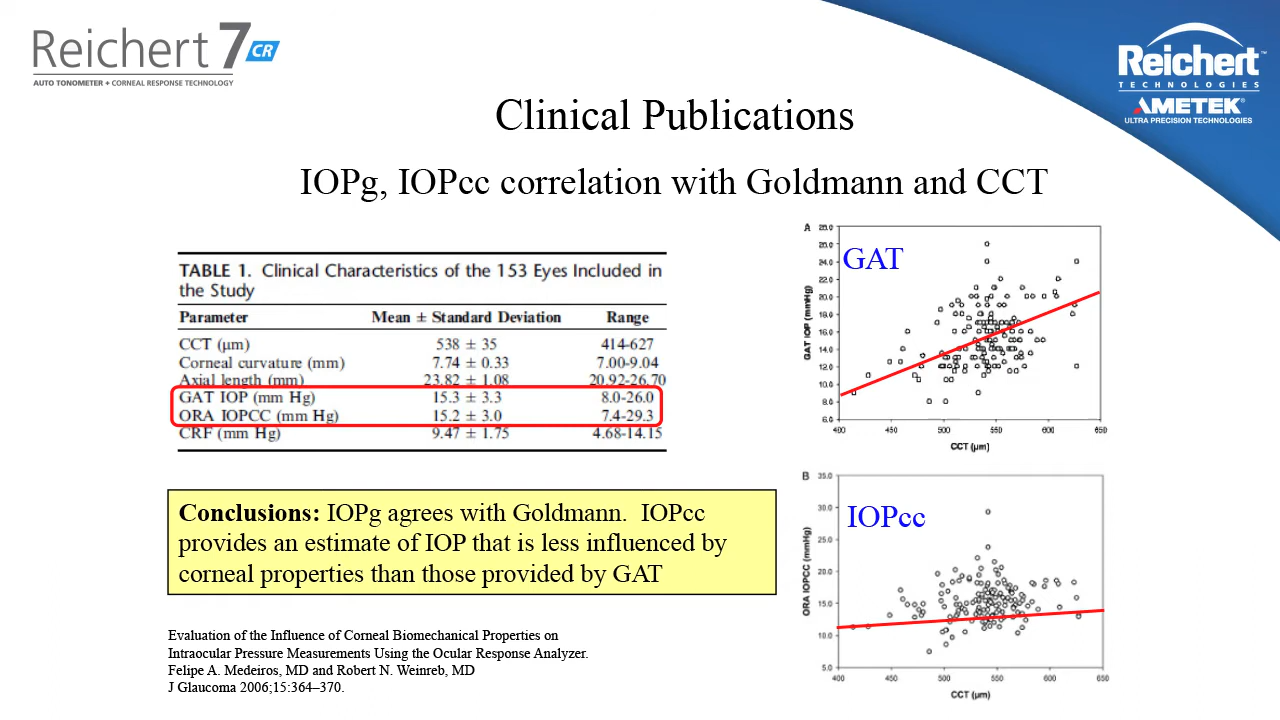 Reichert 7 CR
AUTO TONOMETER + CORNEAL RESPONSE TECHNOLOGY
Reichert™
TECHNOLOGIES
AMETEK®
ULTRA PRECISION TECHNOLOGIES
Clinical Publications
IOPg, IOPcc correlation with Goldmann and CCT
TABLE 1. Clinical Characteristics of the 153 Eyes Included in
the Study
Parameter Mean ± Standard Deviation Range
CCT (μm) 538 ± 35 414-627
Corneal curvature (mm) 7.74 ± 0.33 7.00-9.04
Axial length (mm) 23.82 ± 1.08 20.92-26.70
GAT IOP (mm Hg) 15.3 ± 3.3 8.0-26.0
ORA IOPCC (mm Hg) 15.2 ± 3.0 7.4-29.3
CRF (mm Hg) 9.47 ± 1.75 4.68-14.15
Conclusions: IOPg agrees with Goldmann. IOPcc
provides an estimate of IOP that is less influenced by
corneal properties than those provided by GAT
Evaluation of the Influence of Corneal Biomechanical Properties on
Intraocular Pressure Measurements Using the Ocular Response Analyzer.
Felipe A. Medeiros, MD and Robert N. Weinreb, MD
J Glaucoma 2006;15:364–370.
A
GAT
GAT IOP (mmHg)
28.0
26.0
24.0
22.0
20.0
18.0
16.0
14.0
12.0
10.0
8.0
6.0
400 450 500 550 600 650
CCT (μm)
B
IOPcc
ORA IOPCC (mmHg)
35.0
30.0
25.0
20.0
15.0
10.0
5.0
400 450 500 550 600 650
CCT (μm)